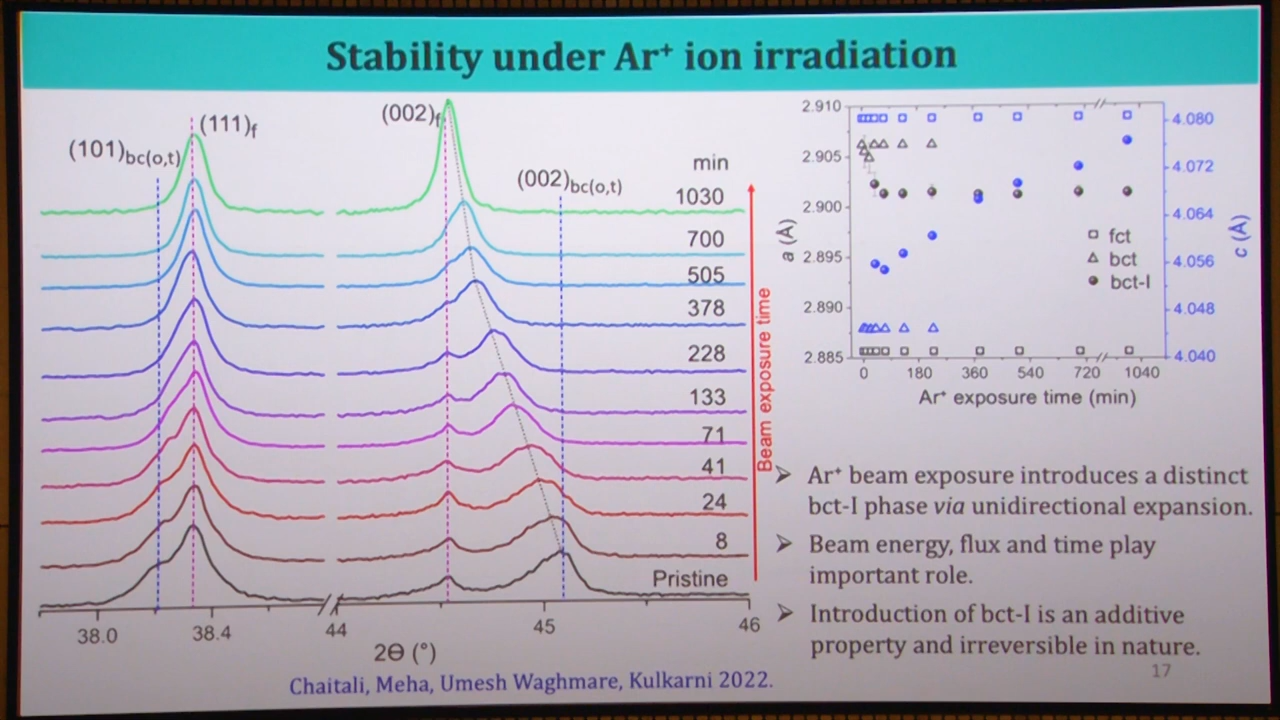 Stability under Ar⁺ ion irradiation
(101)bc(o,t)
(111)f
(002)f
(002)bc(o,t)
min
1030
700
505
378
228
133
71
41
24
8
Pristine
Beam exposure time
38.0
38.4
44
45
46
2Θ (°)
2.910
2.905
2.900
2.895
2.890
2.885
a (Å)
4.080
4.072
4.064
4.056
4.048
4.040
c (Å)
fct
bct
bct-I
0
180
360
540
720
1040
Ar⁺ exposure time (min)
➢ Ar⁺ beam exposure introduces a distinct
bct-I phase via unidirectional expansion.
➢ Beam energy, flux and time play
important role.
➢ Introduction of bct-I is an additive
property and irreversible in nature.
Chaitali, Meha, Umesh Waghmare, Kulkarni 2022.
17